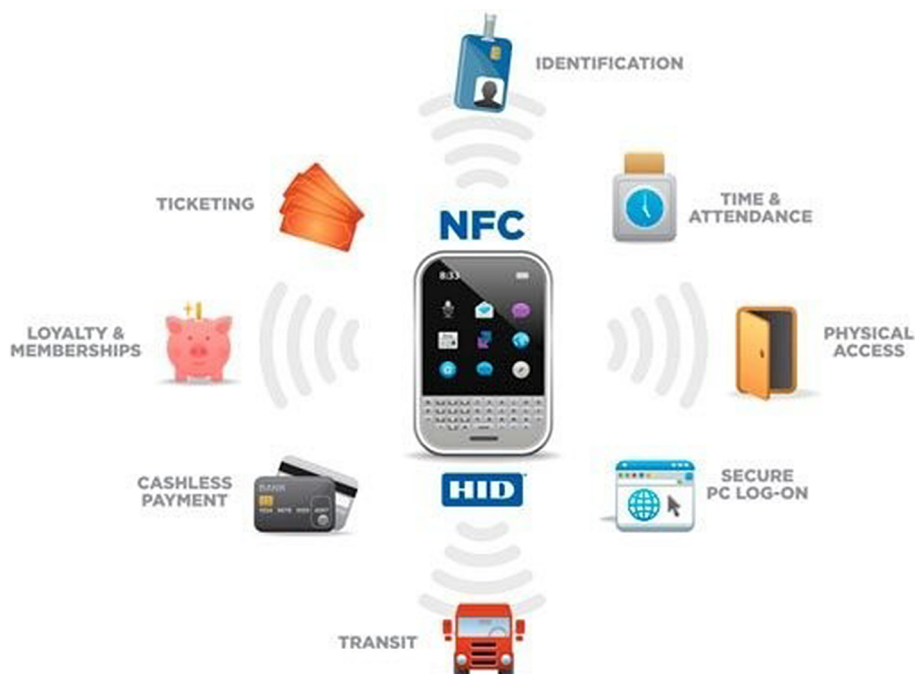 IDENTIFICATION
TICKETING
TIME &
ATTENDANCE
NFC
8:33
LOYALTY &
MEMBERSHIPS
PHYSICAL
ACCESS
CASHLESS
PAYMENT
BANK
HID
SECURE
PC LOG-ON
TRANSIT